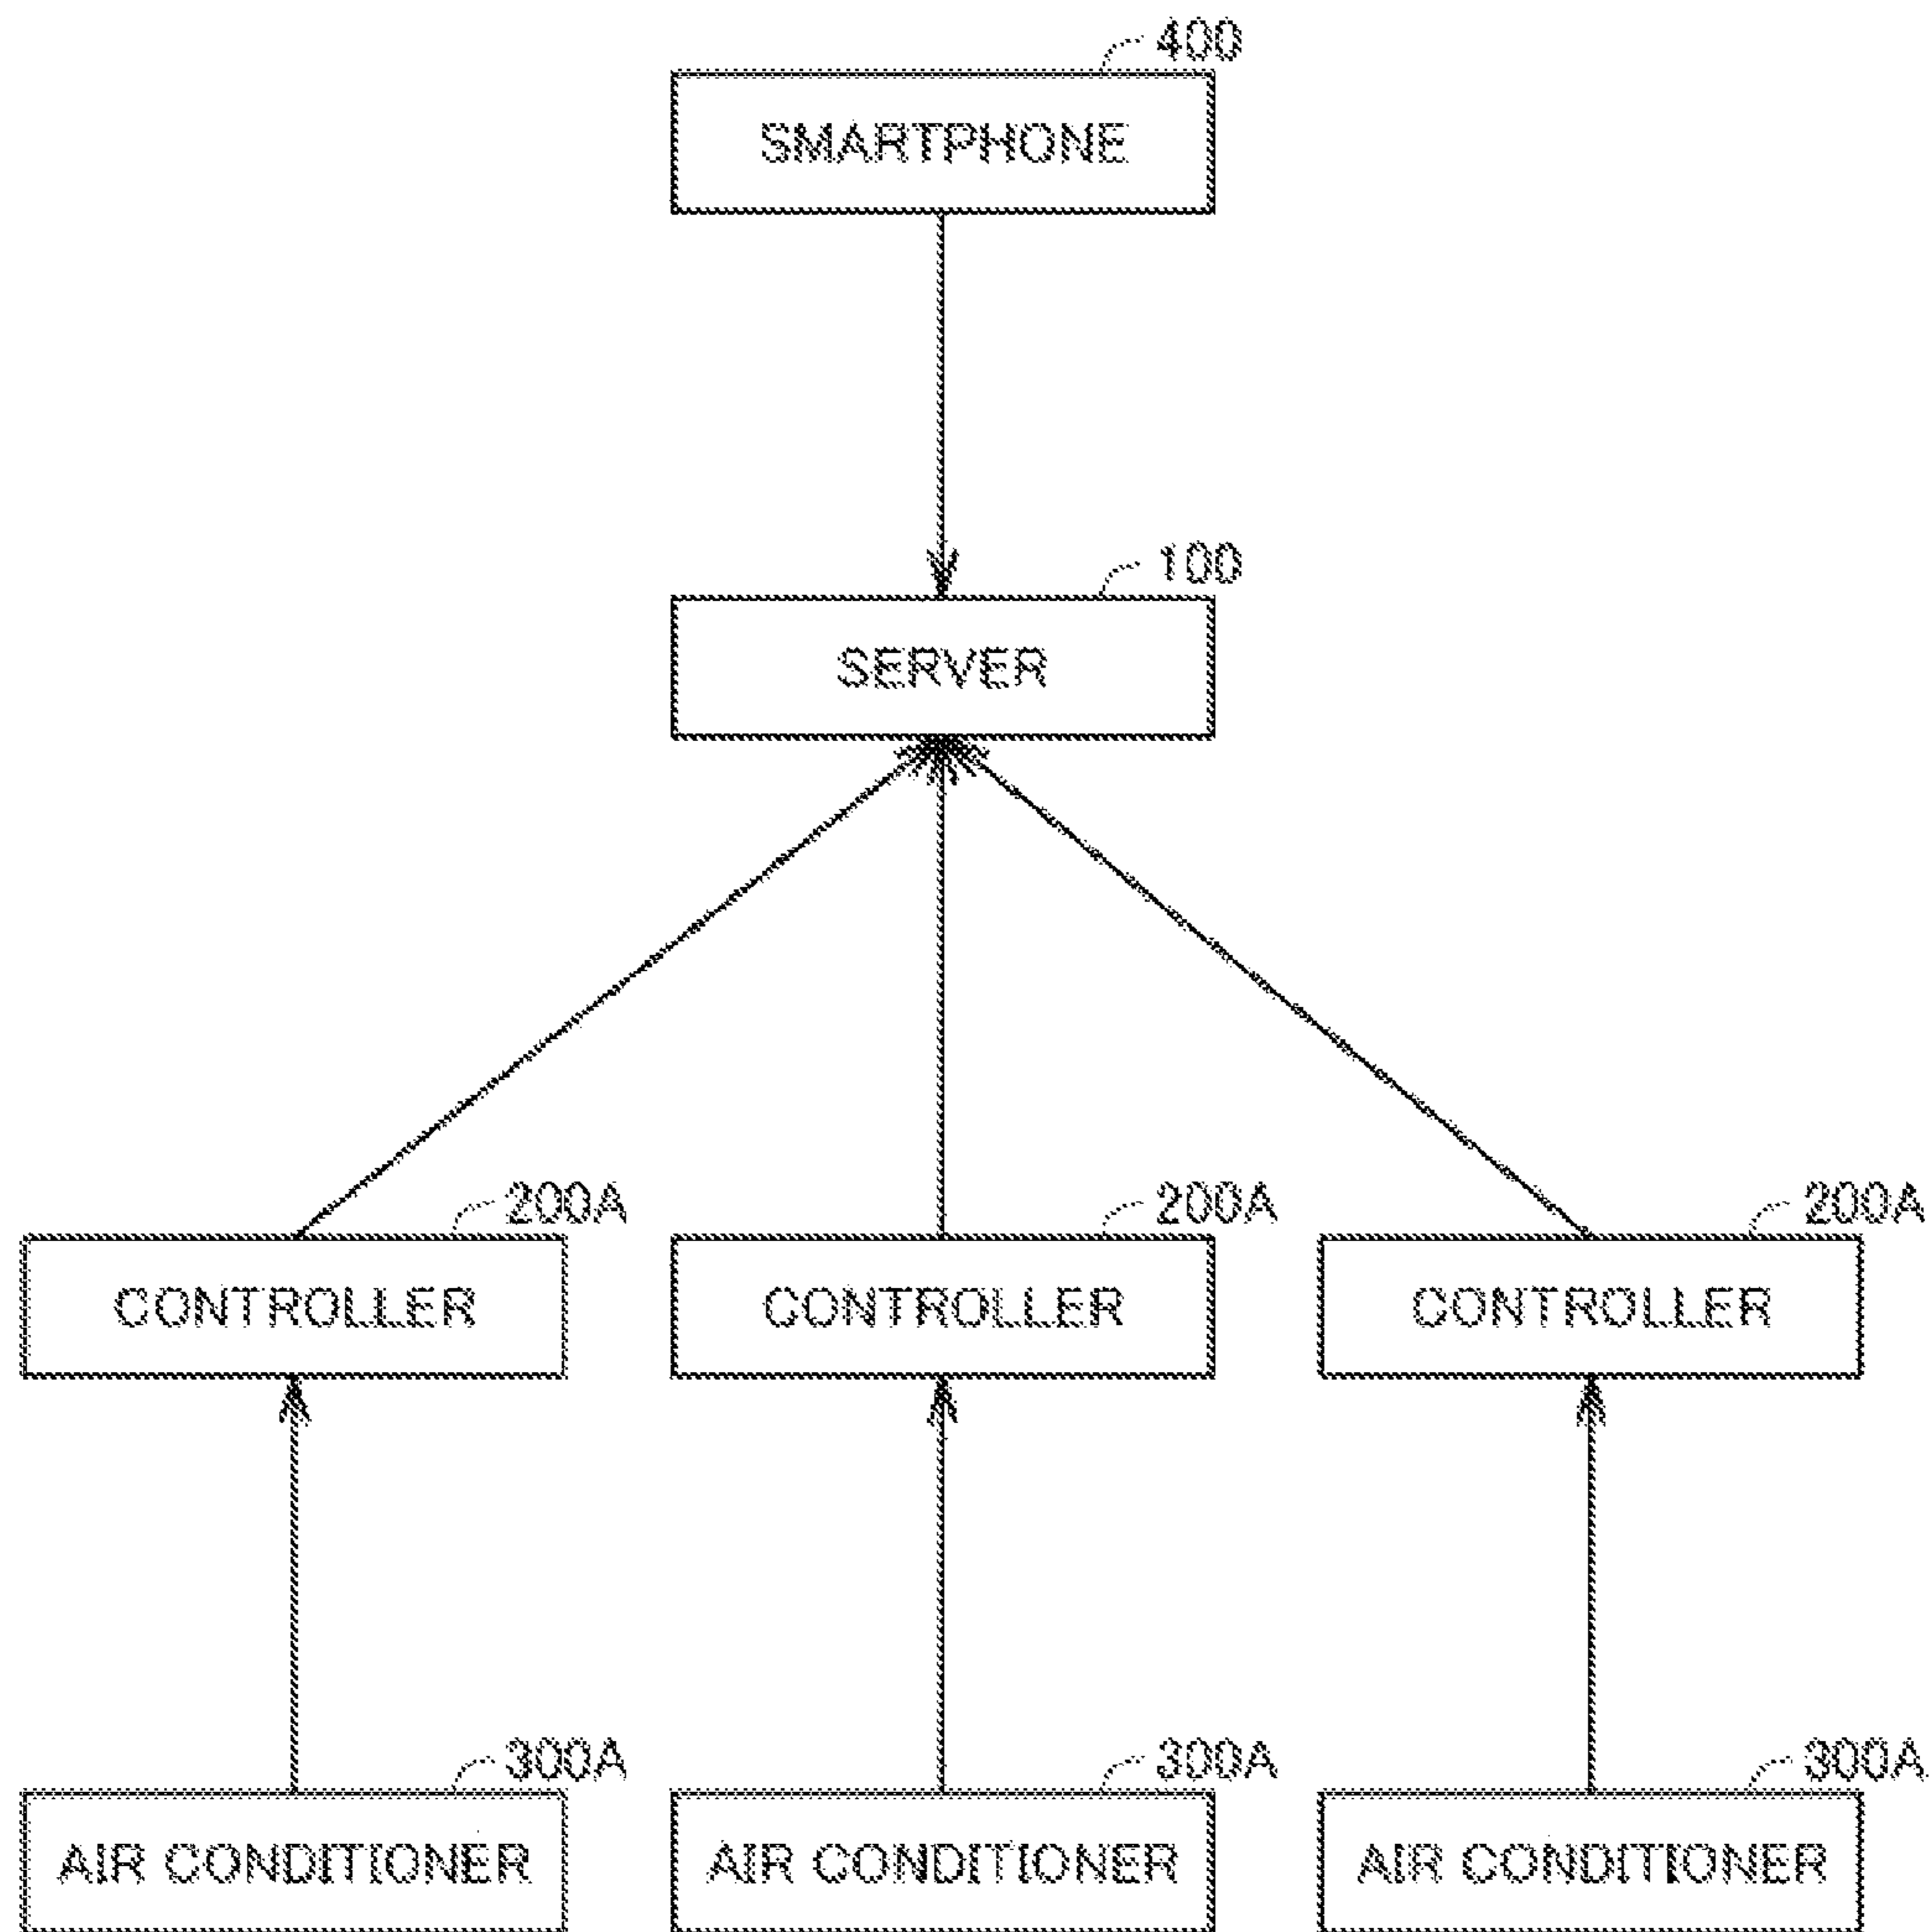 400
SMARTPHONE
100
SERVER
200A 200A 200A
CONTROLLER CONTROLLER CONTROLLER
300A 300A 300A
AIR CONDITIONER AIR CONDITIONER AIR CONDITIONER